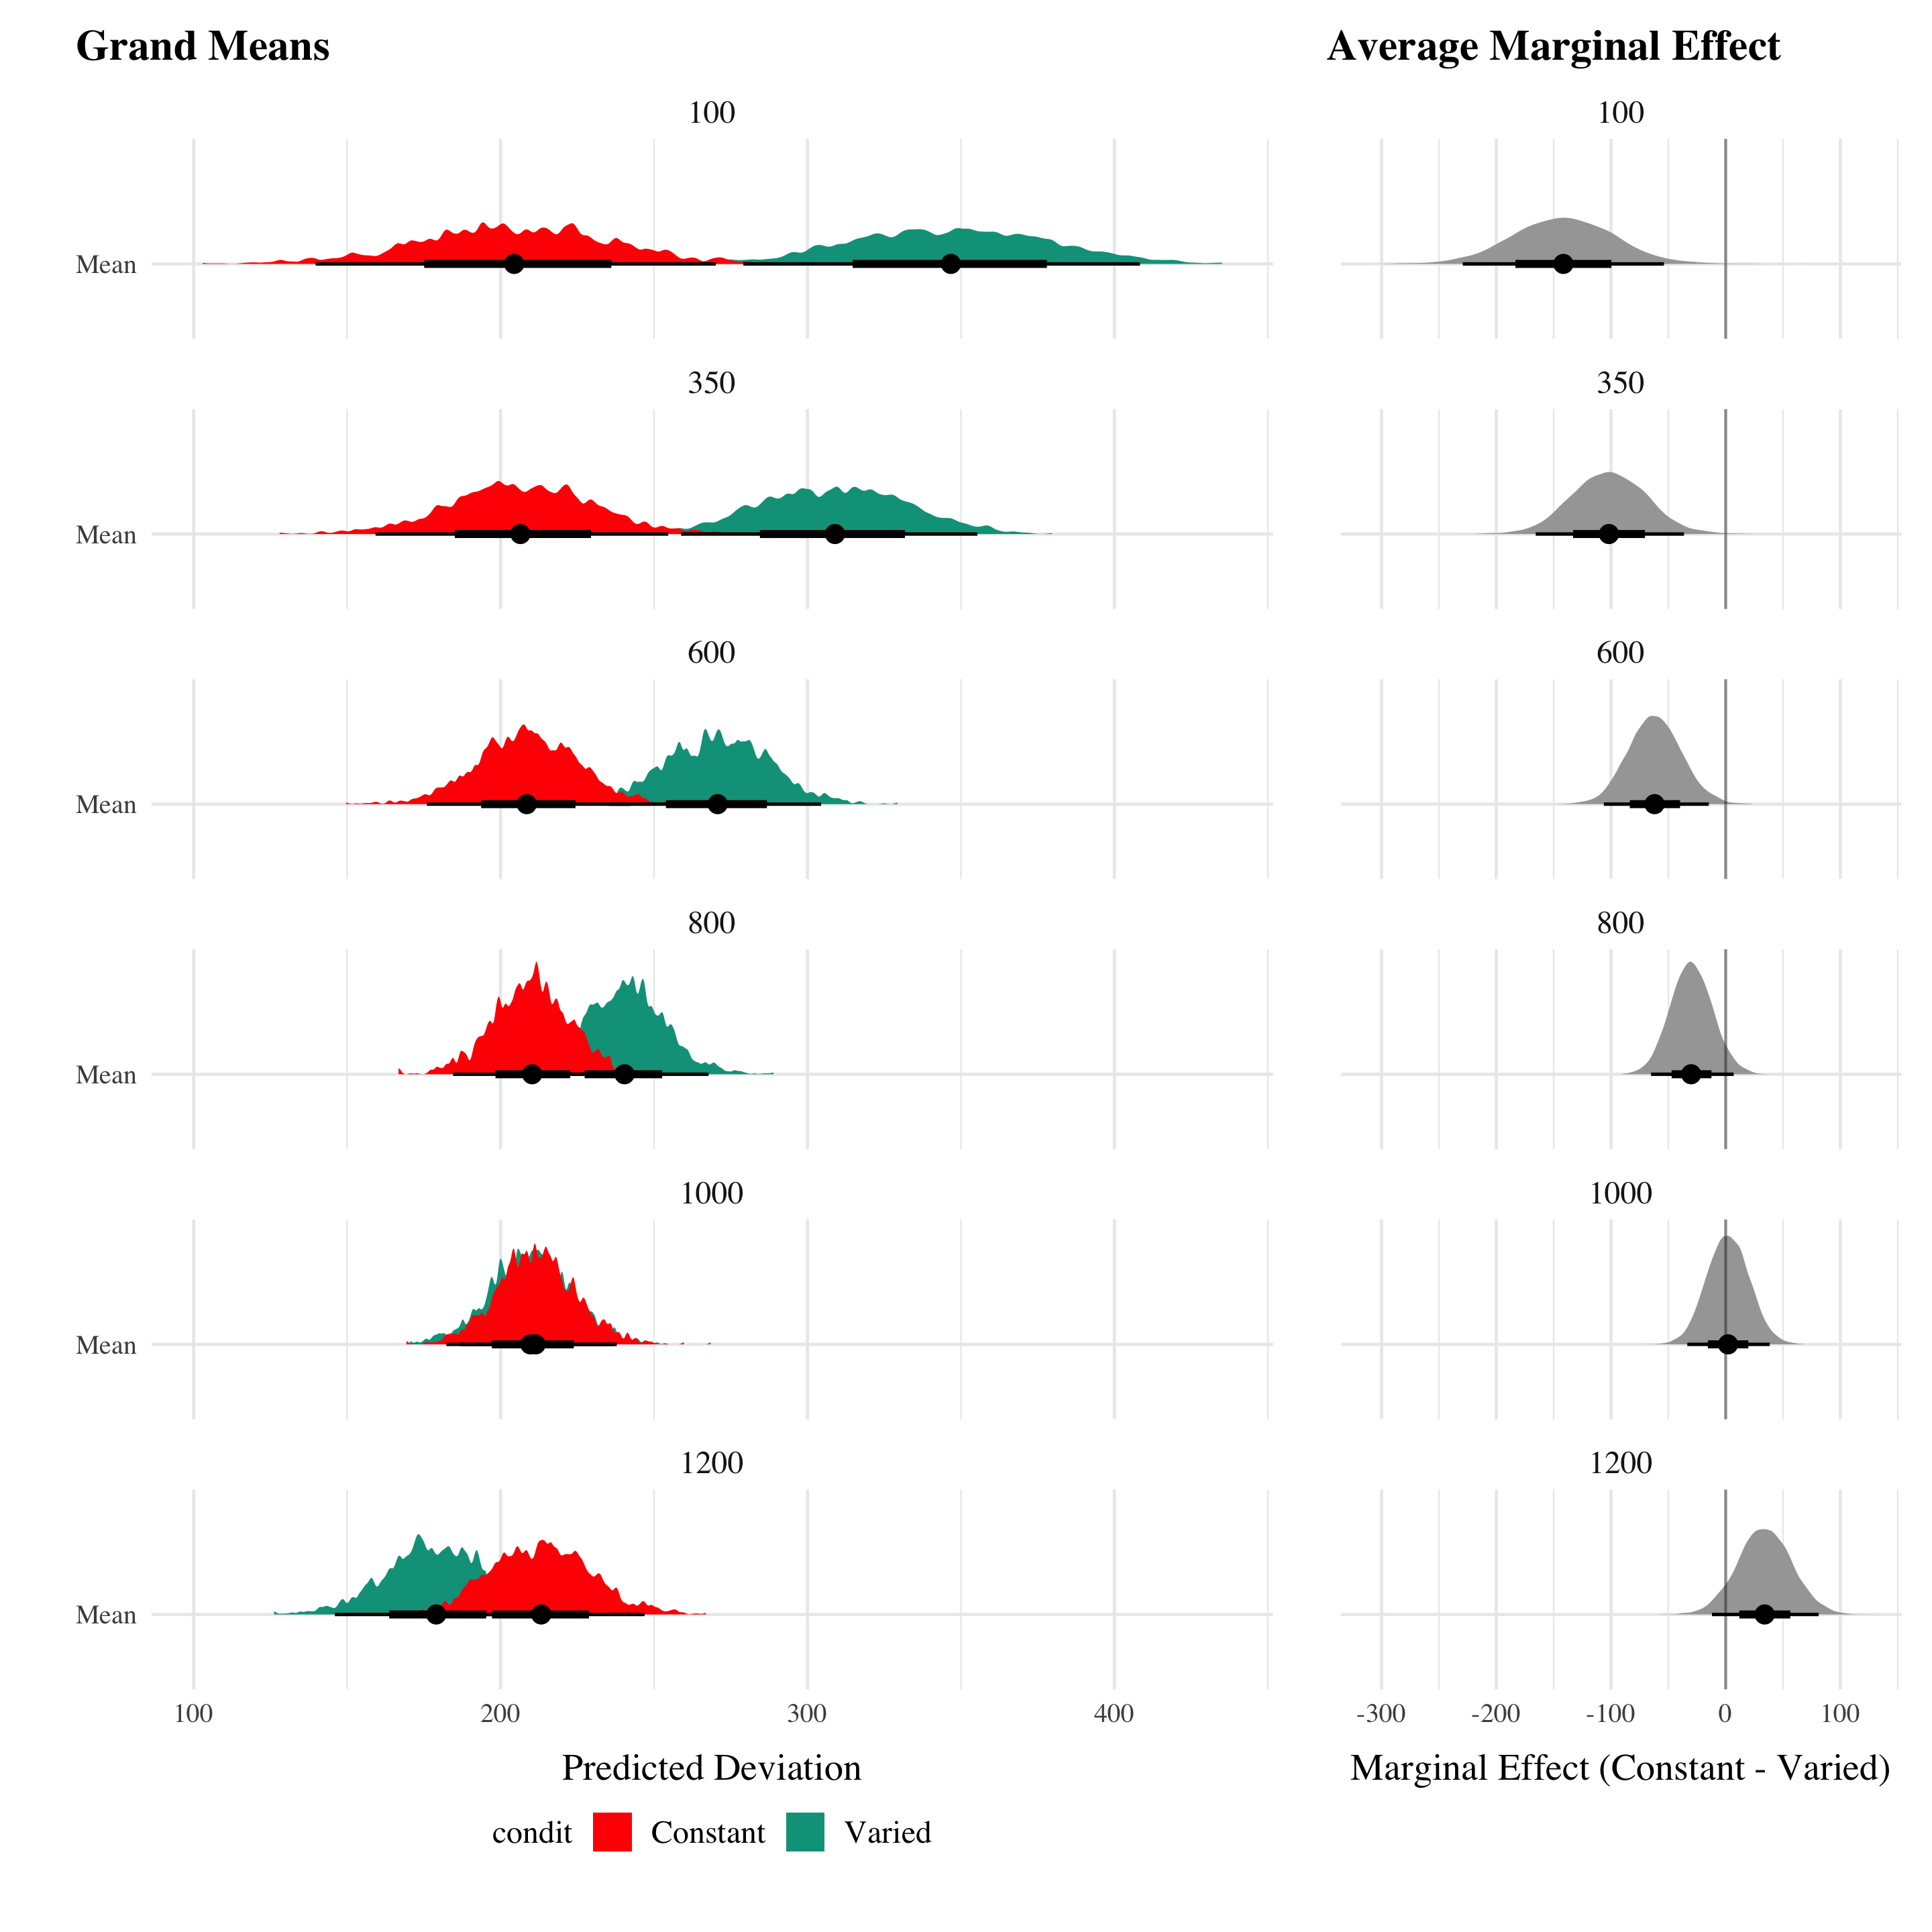 Grand Means
Average Marginal Effect
100
100
Mean
350
350
Mean
600
600
Mean
800
800
Mean
1000
1000
Mean
1200
1200
Mean
100 200 300 400
-300 -200 -100 0 100
Predicted Deviation
Marginal Effect (Constant - Varied)
condit Constant Varied